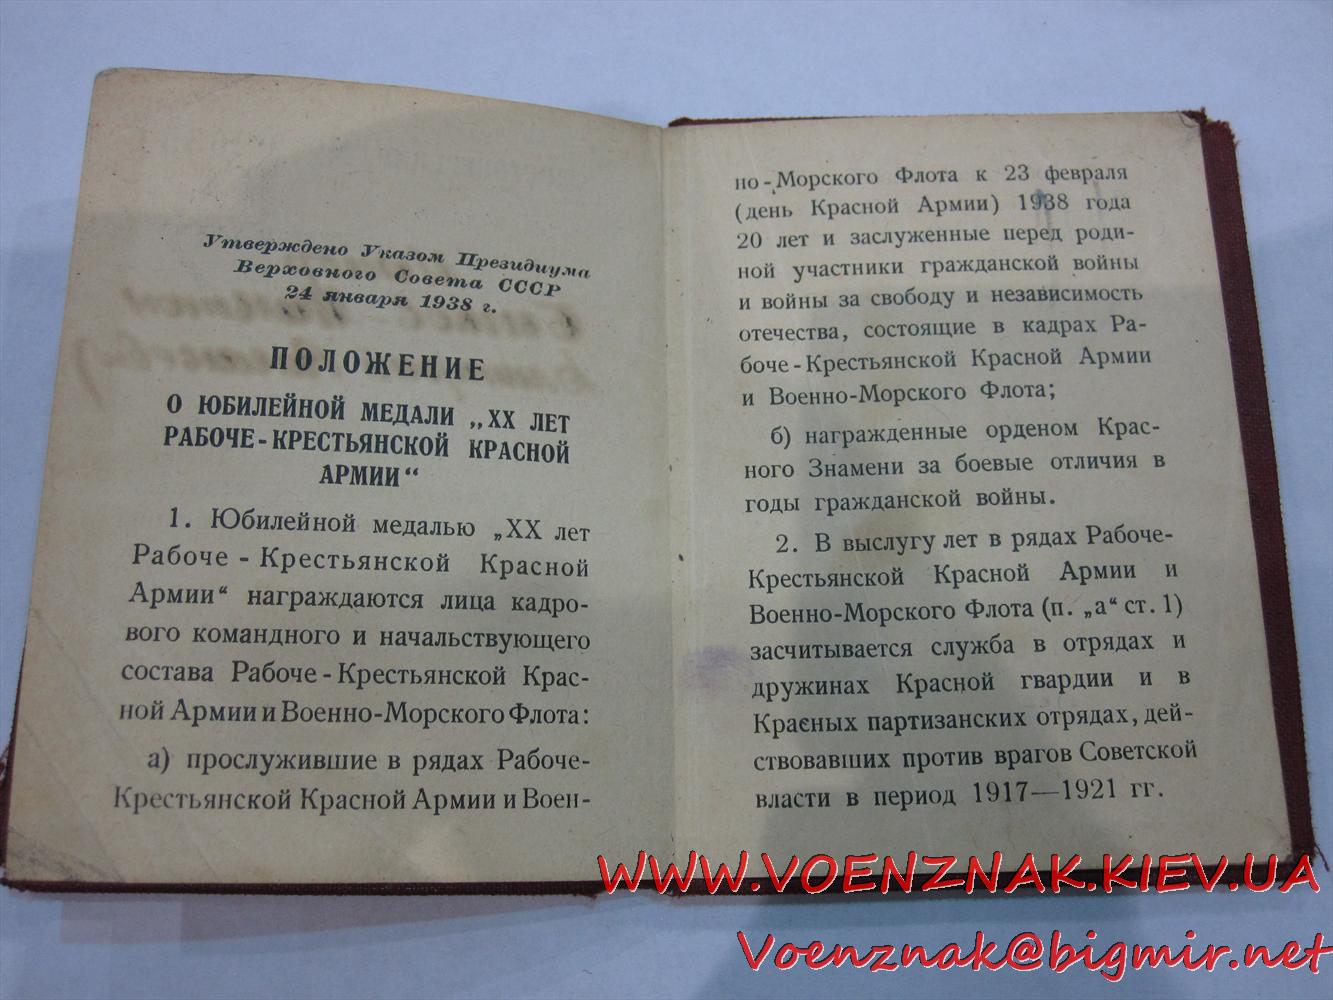 Утверждено Указом Президиума
Верховного Совета СССР
24 января 1938 г.
ПОЛОЖЕНИЕ
О ЮБИЛЕЙНОЙ МЕДАЛИ „XX ЛЕТ
РАБОЧЕ-КРЕСТЬЯНСКОЙ КРАСНОЙ
АРМИИ“
1. Юбилейной медалью „XX лет
Рабоче - Крестьянской Красной
Армии“ награждаются лица кадро-
вого командного и начальствующего
состава Рабоче-Крестьянской Крас-
ной Армии и Военно-Морского Флота:
а) прослужившие в рядах Рабоче-
Крестьянской Красной Армии и Воен-
но-Морского Флота к 23 февраля
(день Красной Армии) 1938 года
20 лет и заслуженные перед роди-
ной участники гражданской войны
и войны за свободу и независимость
отечества, состоящие в кадрах Ра-
боче-Крестьянской Красной Армии
и Военно-Морского Флота;
б) награжденные орденом Крас-
ного Знамени за боевые отличия в
годы гражданской войны.
2. В выслугу лет в рядах Рабоче-
Крестьянской Красной Армии и
Военно-Морского Флота (п. „а“ ст. 1)
засчитывается служба в отрядах и
дружинах Красной гвардии и в
Красных партизанских отрядах, дей-
ствовавших против врагов Советской
власти в период 1917—1921 гг.
WWW.VOENZNAK.KIEV.UA
Voenznak@bigmir.net